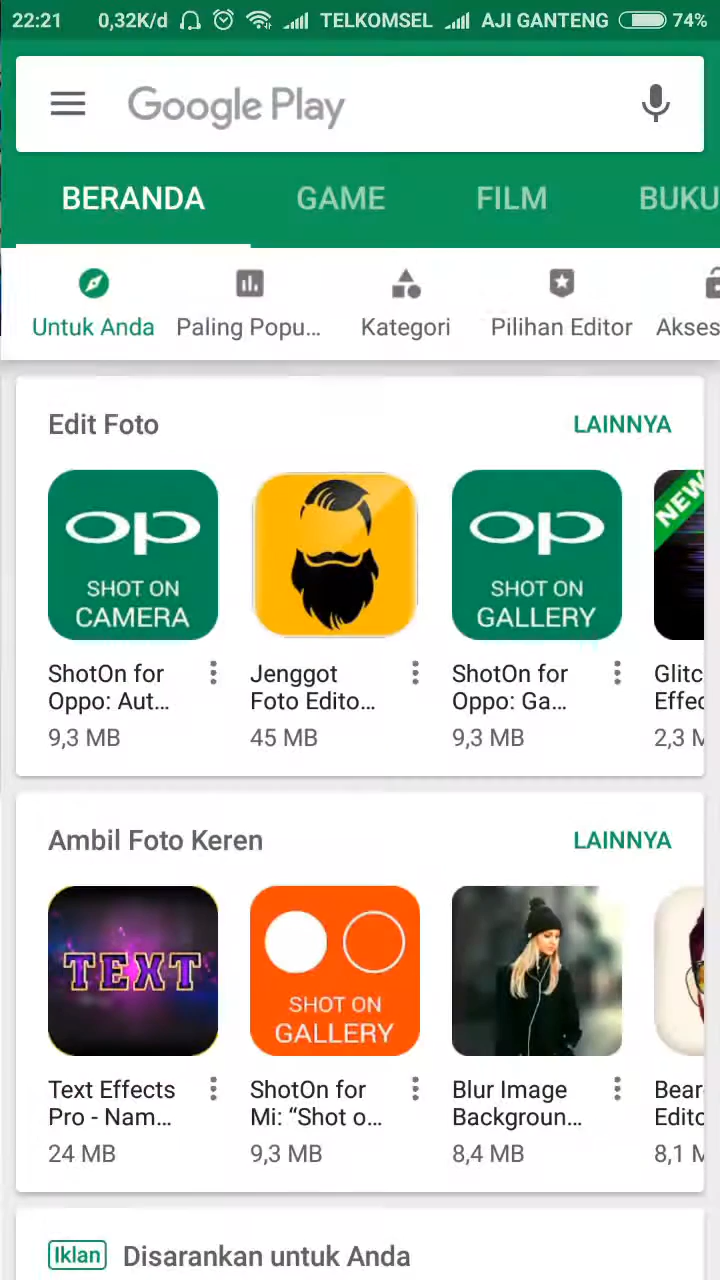 22:21 0,32K/d TELKOMSEL AJI GANTENG 74%
Google Play
BERANDA GAME FILM BUKU
Untuk Anda Paling Popu... Kategori Pilihan Editor Akses
Edit Foto LAINNYA
op op NEW
SHOT ON SHOT ON
CAMERA GALLERY
ShotOn for Jenggot ShotOn for Glitc
Oppo: Aut... Foto Edito... Oppo: Ga... Effec
9,3 MB 45 MB 9,3 MB 2,3 M
Ambil Foto Keren LAINNYA
TEXT
SHOT ON
GALLERY
Text Effects ShotOn for Blur Image Bear
Pro - Nam... Mi: “Shot o... Backgroun... Edito
24 MB 9,3 MB 8,4 MB 8,1 M
Iklan Disarankan untuk Anda